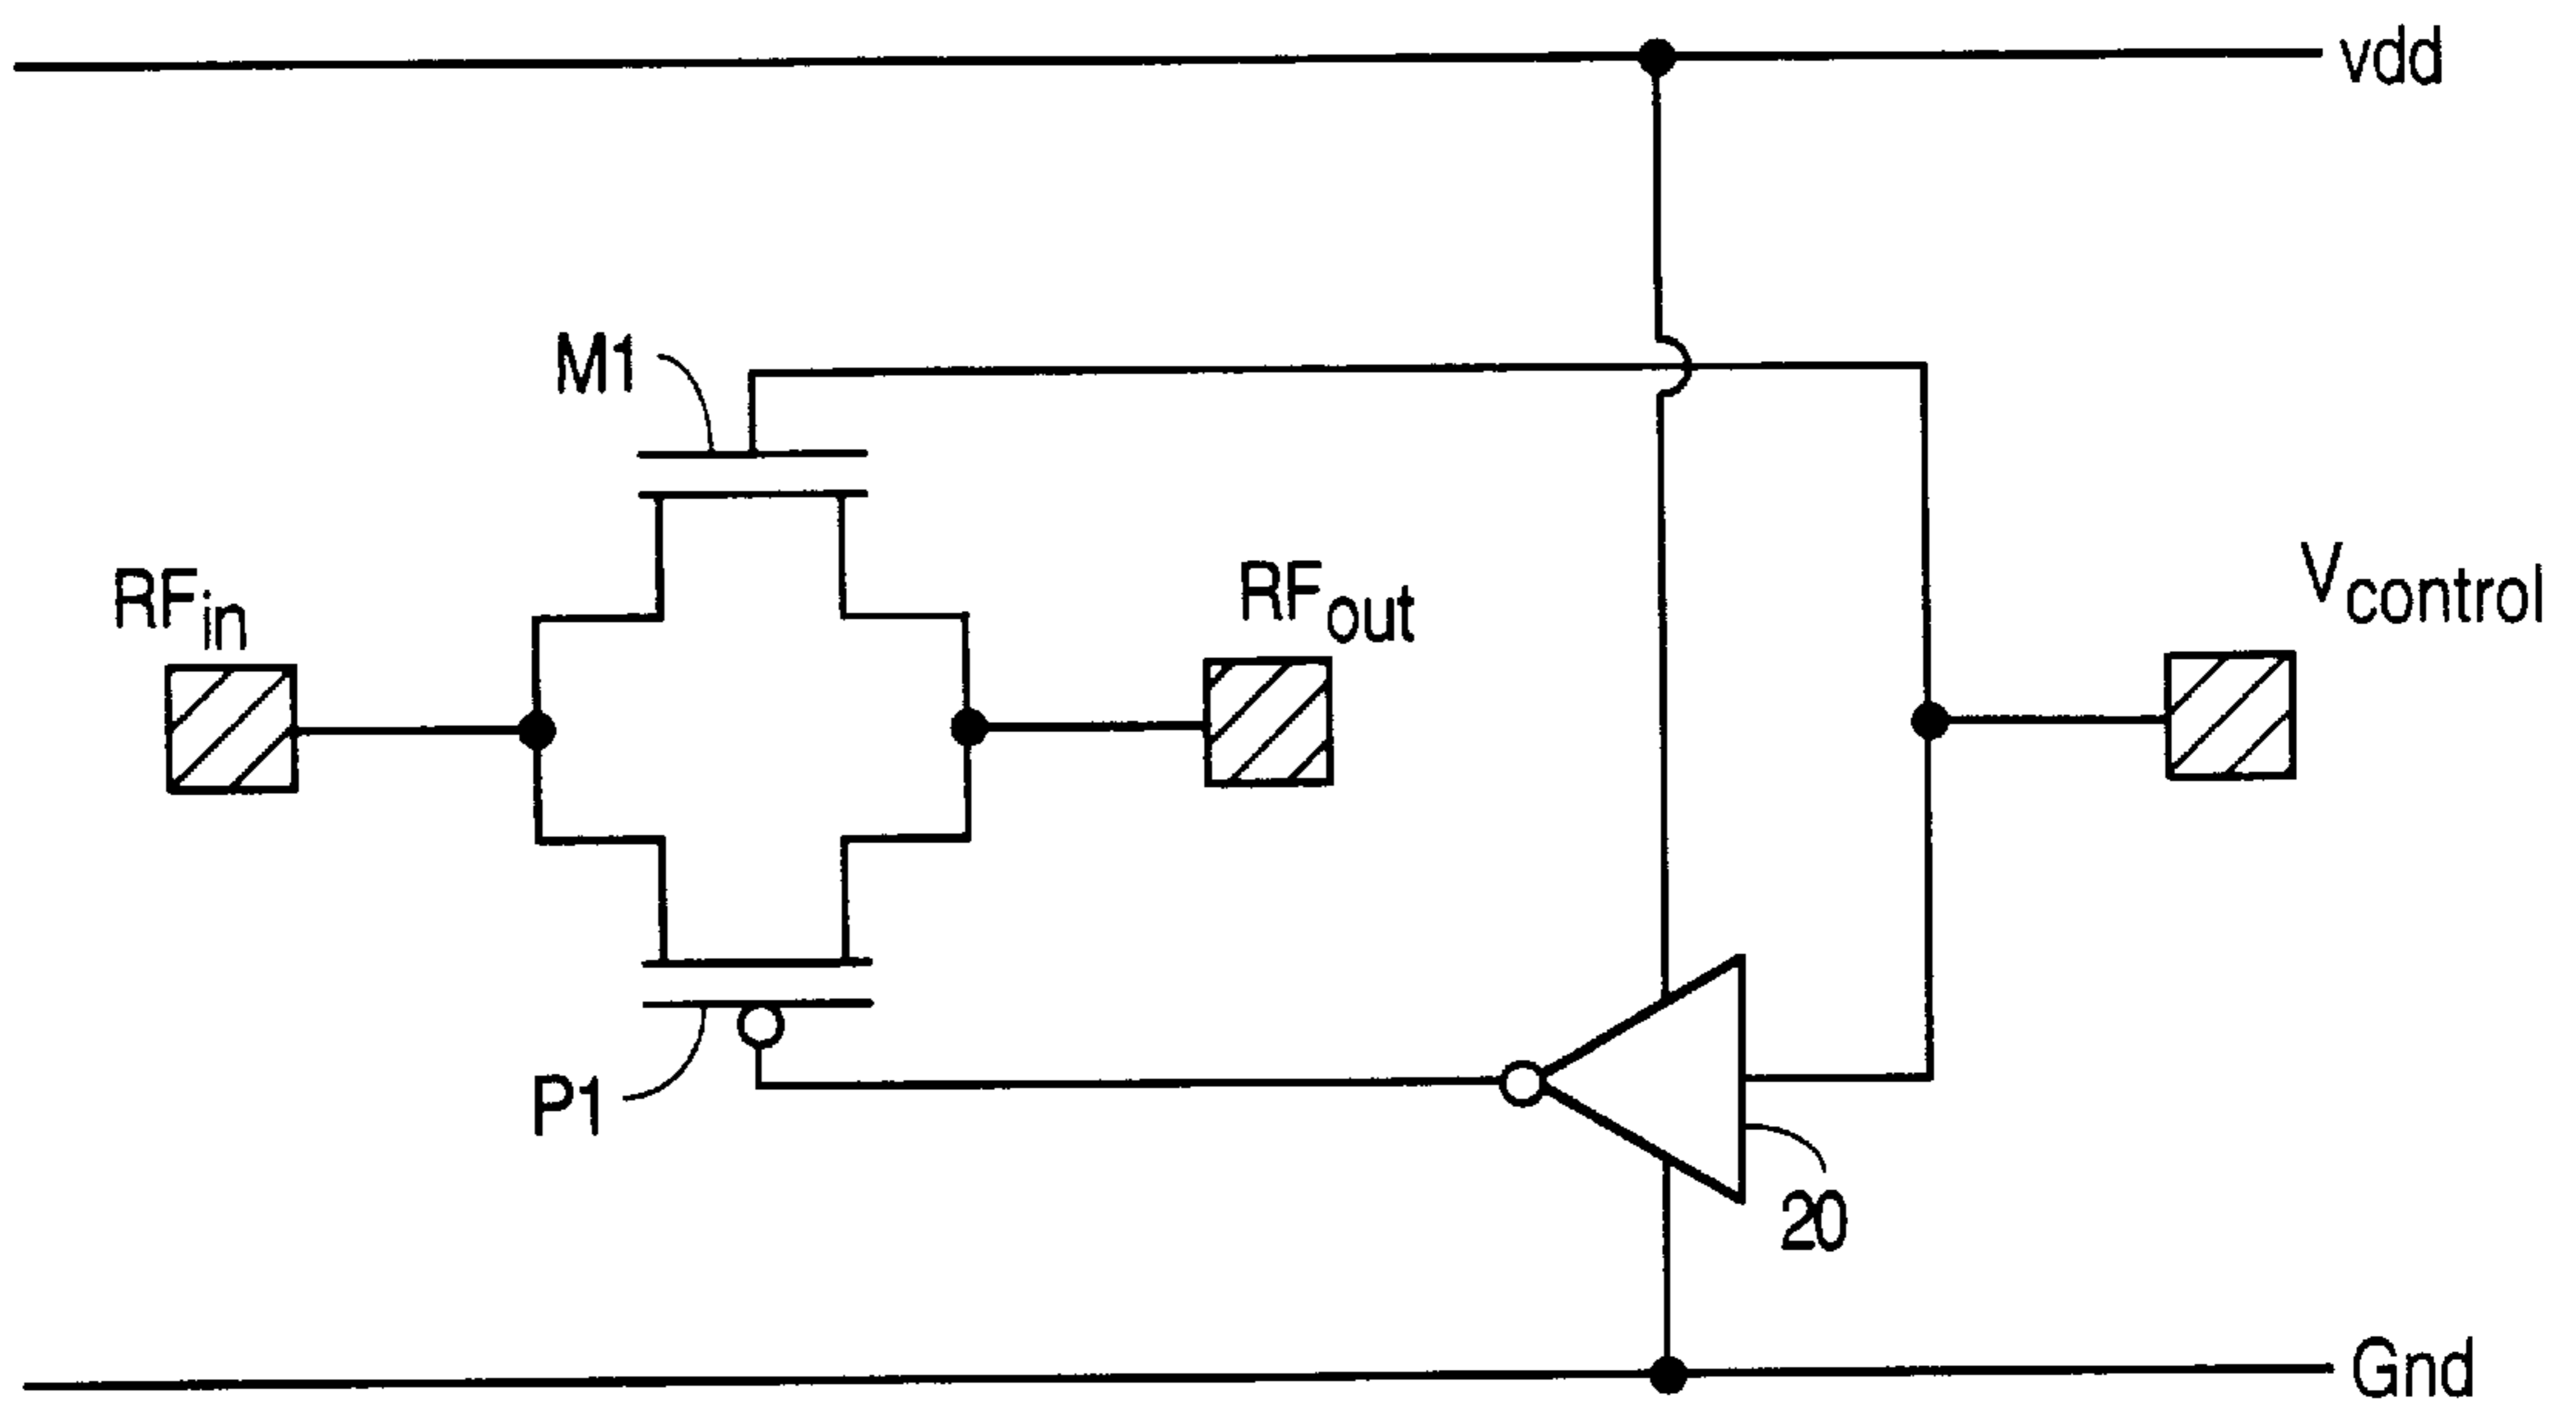 vdd
M1
RFin
RFout
Vcontrol
P1
20
Gnd